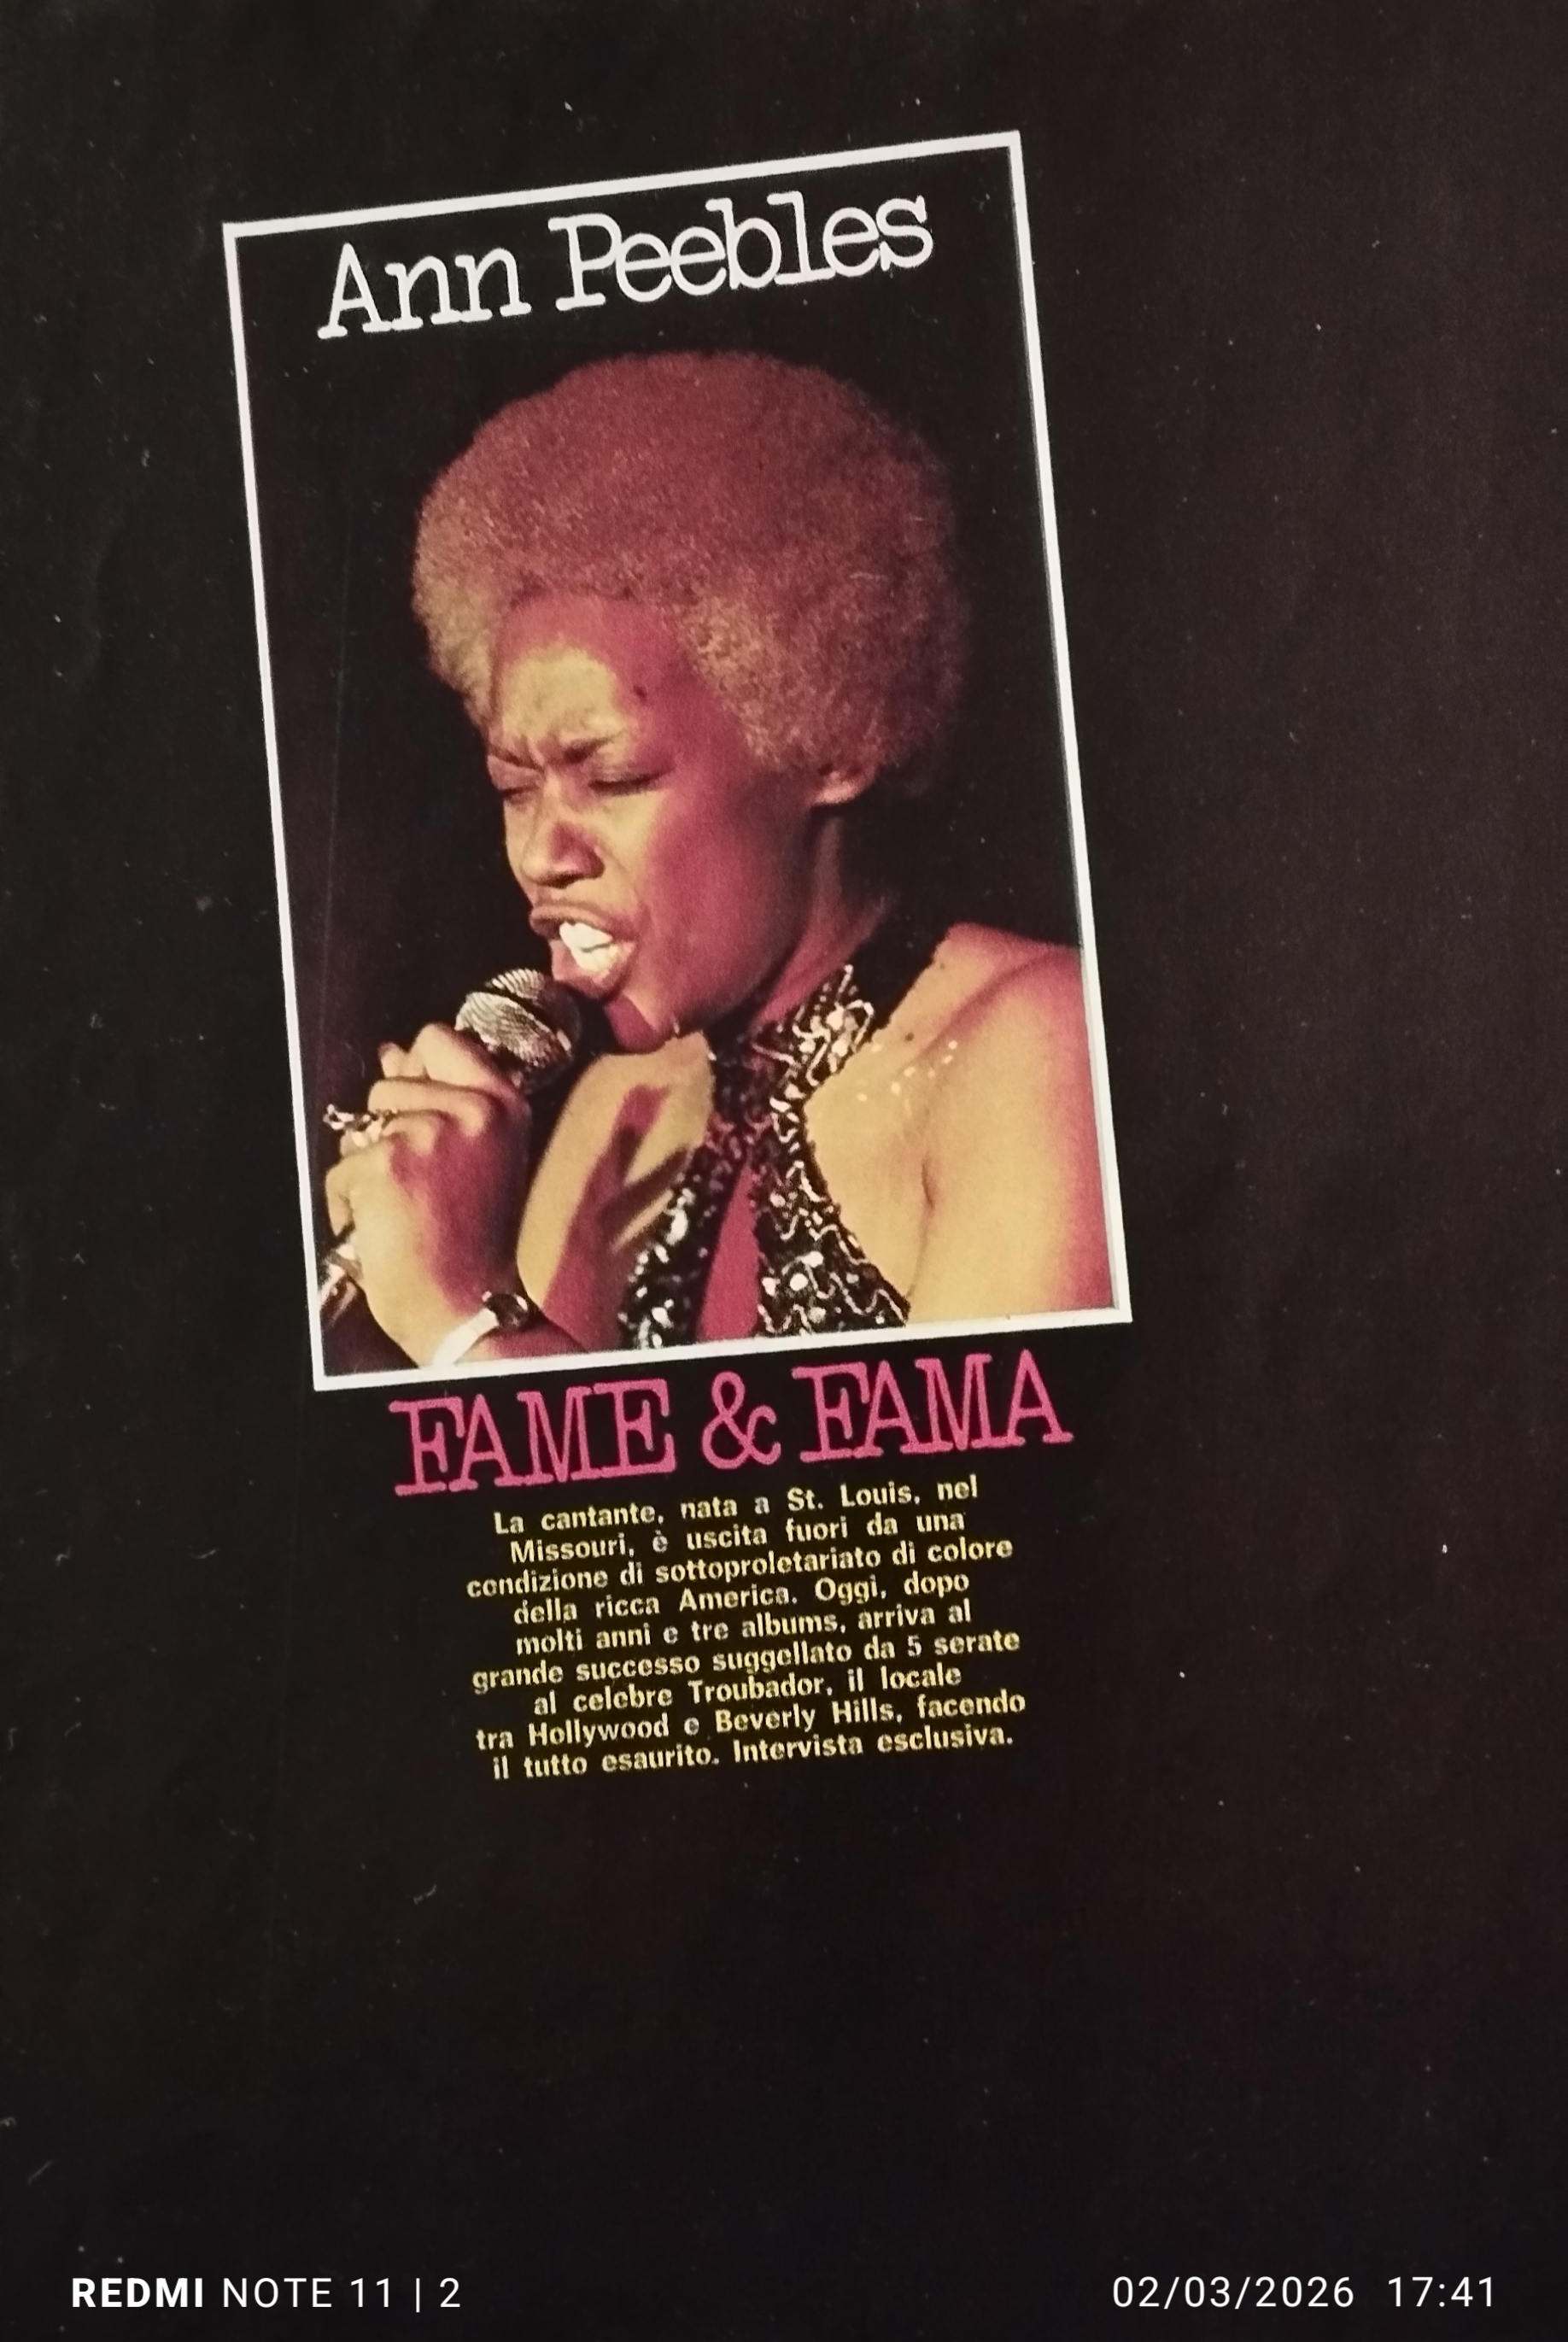 Ann Peebles
FAME & FAMA
La cantante, nata a St. Louis, nel
Missouri, è uscita fuori da una
condizione di sottoproletariato di colore
della ricca America. Oggi, dopo
molti anni e tre albums, arriva al
grande successo suggellato da 5 serate
al celebre Troubador, il locale
tra Hollywood e Beverly Hills, facendo
il tutto esaurito. Intervista esclusiva.
REDMI NOTE 11 | 2
02/03/2026 17:41